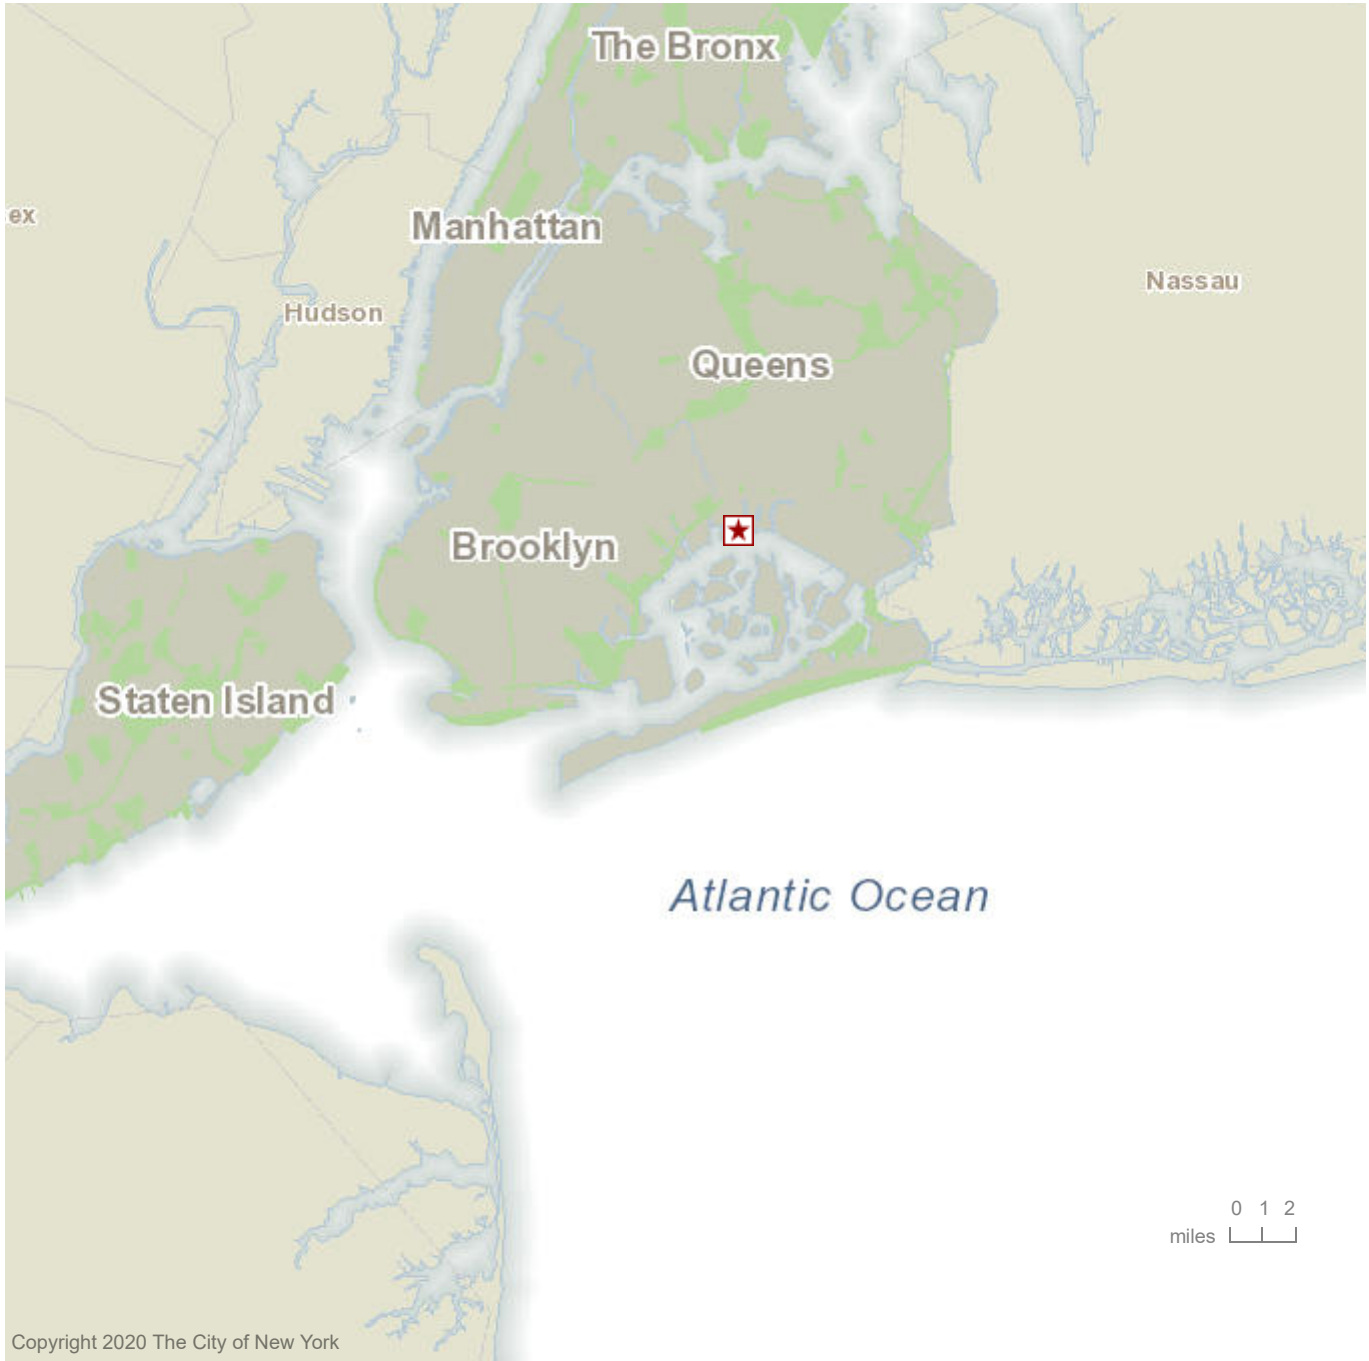 The Bronx
ex
Manhattan
Nassau
Hudson
Queens
Brooklyn
Staten Island
Atlantic Ocean
0 1 2
miles
Copyright 2020 The City of New York